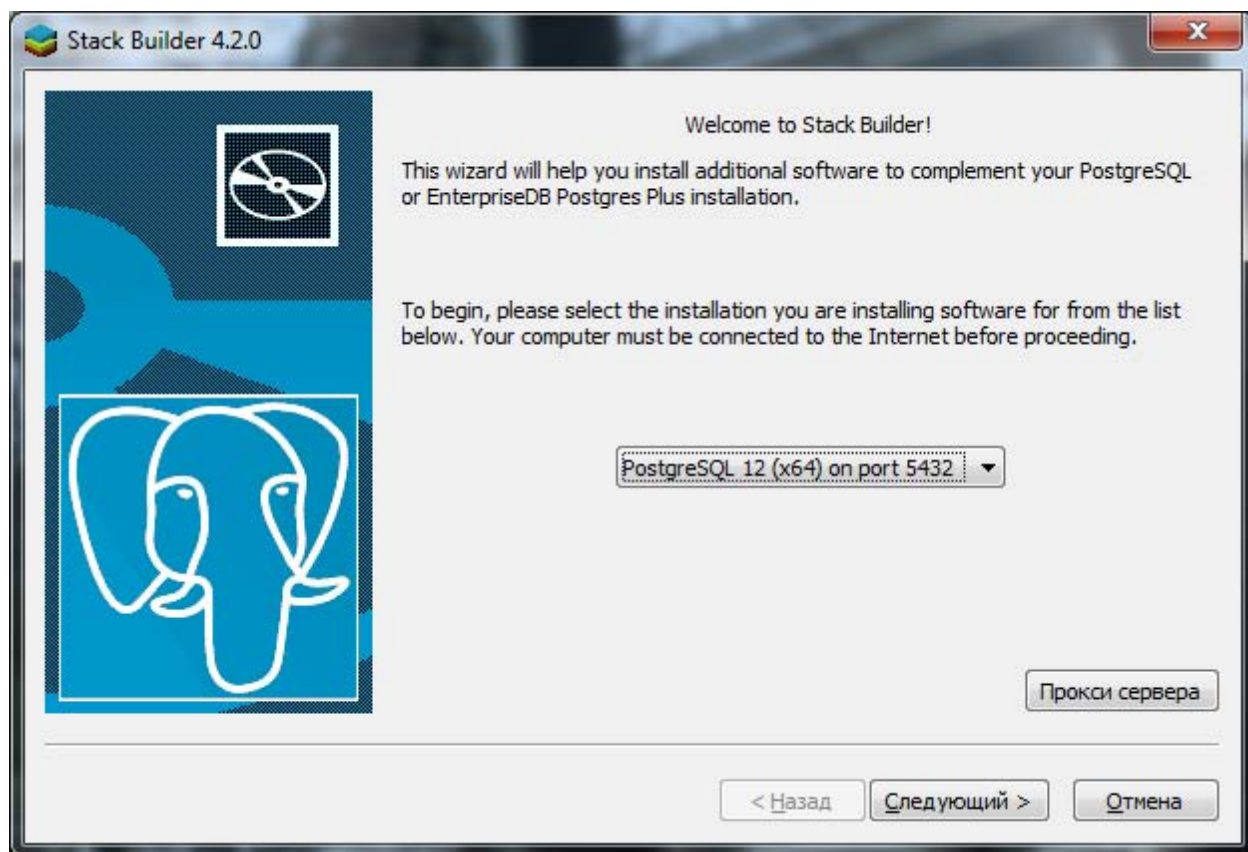 Stack Builder 4.2.0
Welcome to Stack Builder!
This wizard will help you install additional software to complement your PostgreSQL
or EnterpriseDB Postgres Plus installation.
To begin, please select the installation you are installing software for from the list
below. Your computer must be connected to the Internet before proceeding.
PostgreSQL 12 (x64) on port 5432
Прокси сервера
< Назад Следующий > Отмена